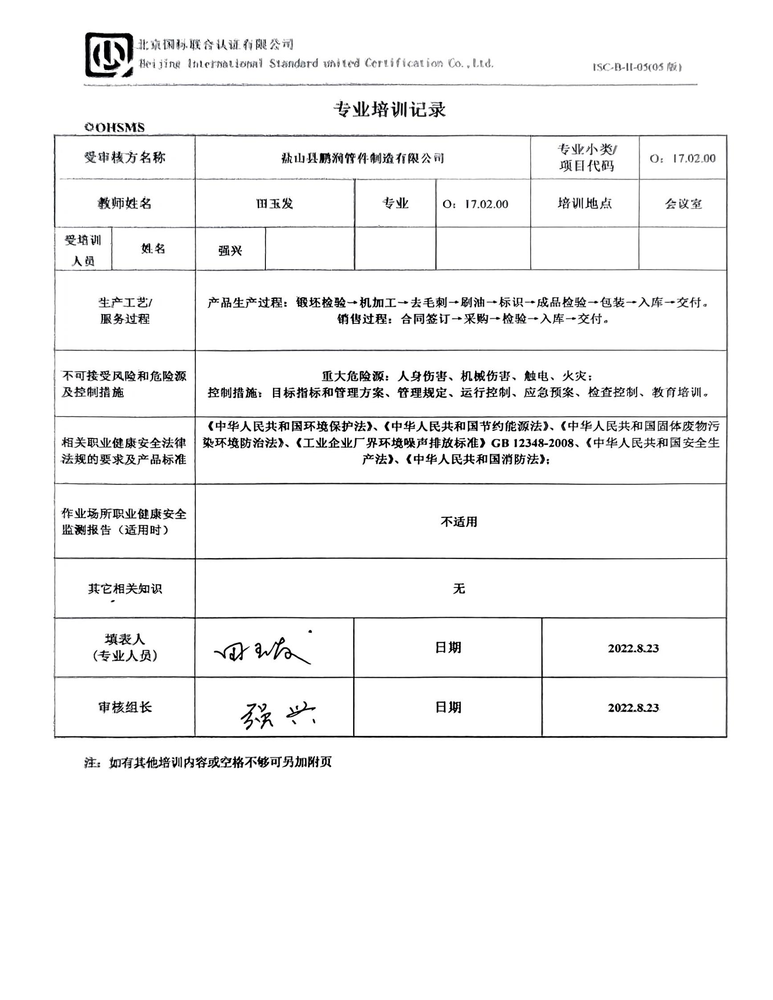 北京国际联合认证有限公司
Beijing International Standard united Certification Co.,Ltd.
ISC-B-II-05(05版)
专业培训记录
OHSMS
受审核方名称
盐山县鹏润管件制造有限公司
专业小类/
项目代码
O：17.02.00
教师姓名
田玉发
专业
O：17.02.00
培训地点
会议室
受培训
人员
姓名
强兴
生产工艺/
服务过程
产品生产过程：锻坯检验→机加工→去毛刺→刷油→标识→成品检验→包装→入库→交付。
销售过程：合同签订→采购→检验→入库→交付。
不可接受风险和危险源
及控制措施
重大危险源：人身伤害、机械伤害、触电、火灾；
控制措施：目标指标和管理方案、管理规定、运行控制、应急预案、检查控制、教育培训。
相关职业健康安全法律
法规的要求及产品标准
《中华人民共和国环境保护法》、《中华人民共和国节约能源法》、《中华人民共和国固体废物污
染环境防治法》、《工业企业厂界环境噪声排放标准》GB 12348-2008、《中华人民共和国安全生
产法》、《中华人民共和国消防法》；
作业场所职业健康安全
监测报告（适用时）
不适用
其它相关知识
无
填表人
（专业人员）
田玉发
日期
2022.8.23
审核组长
强兴
日期
2022.8.23
注：如有其他培训内容或空格不够可另加附页